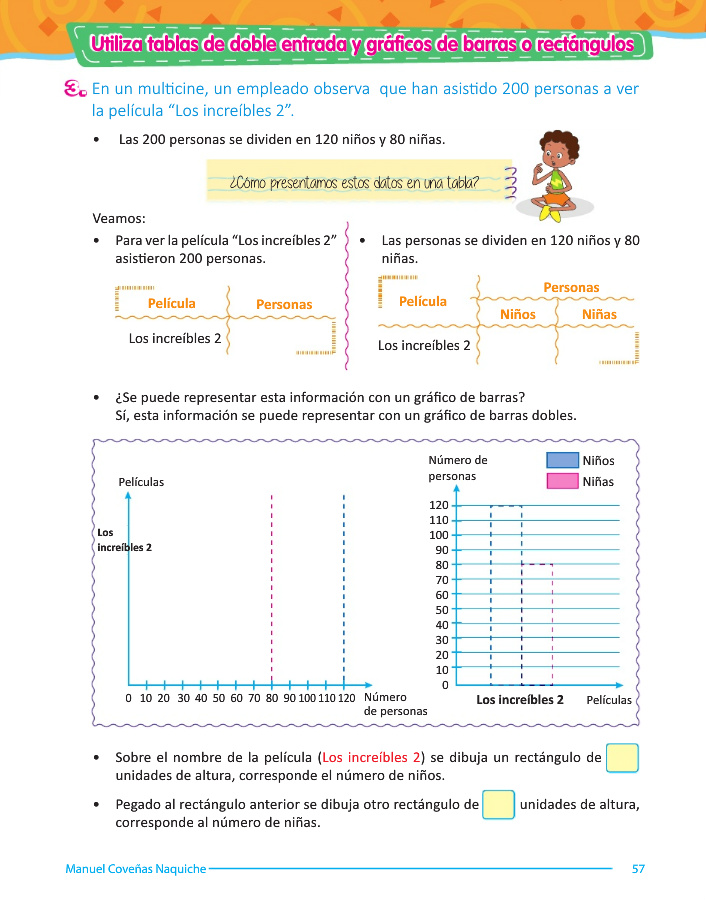 Utiliza tablas de doble entrada y gráficos de barras o rectángulos
3. En un multicine, un empleado observa que han asistido 200 personas a ver
la película “Los increíbles 2”.
• Las 200 personas se dividen en 120 niños y 80 niñas.
¿Cómo presentamos estos datos en una tabla?
Veamos:
• Para ver la película “Los increíbles 2”
asistieron 200 personas.
Película Personas
Los increíbles 2
• Las personas se dividen en 120 niños y 80
niñas.
Película Personas
Niños Niñas
Los increíbles 2
• ¿Se puede representar esta información con un gráfico de barras?
Sí, esta información se puede representar con un gráfico de barras dobles.
Películas
Los
increíbles 2
0 10 20 30 40 50 60 70 80 90 100 110 120
Número
de personas
Número de
personas
Niños
Niñas
120
110
100
90
80
70
60
50
40
30
20
10
0
Los increíbles 2 Películas
• Sobre el nombre de la película (Los increíbles 2) se dibuja un rectángulo de
unidades de altura, corresponde el número de niños.
• Pegado al rectángulo anterior se dibuja otro rectángulo de unidades de altura,
corresponde al número de niñas.
Manuel Coveñas Naquiche 57